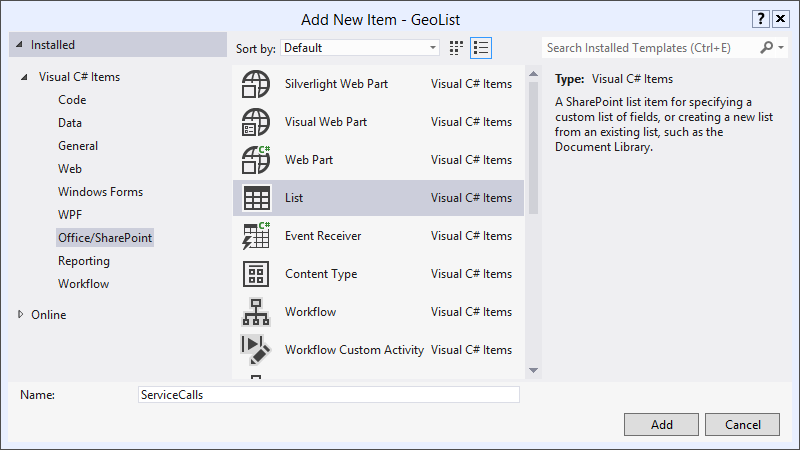 Add New Item - GeoList
? ✕
Installed
Sort by: Default
Search Installed Templates (Ctrl+E)
Visual C# Items
Code
Data
General
Web
Windows Forms
WPF
Office/SharePoint
Reporting
Workflow
Online
Silverlight Web Part Visual C# Items
Visual Web Part Visual C# Items
C#
Web Part Visual C# Items
List Visual C# Items
C#
Event Receiver Visual C# Items
Content Type Visual C# Items
Workflow Visual C# Items
Workflow Custom Activity Visual C# Items
Type: Visual C# Items
A SharePoint list item for specifying a
custom list of fields, or creating a new list
from an existing list, such as the
Document Library.
Name: ServiceCalls
Add Cancel